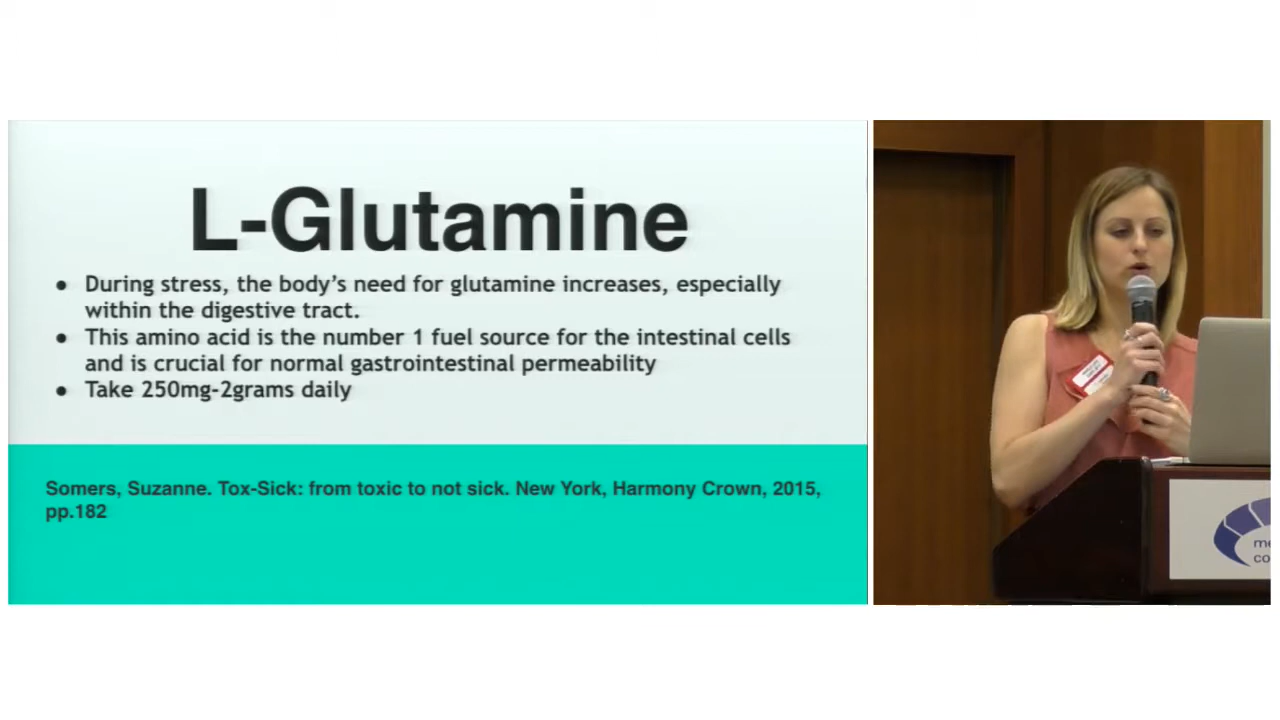 L-Glutamine
● During stress, the body's need for glutamine increases, especially
within the digestive tract.
● This amino acid is the number 1 fuel source for the intestinal cells
and is crucial for normal gastrointestinal permeability
● Take 250mg-2grams daily
Somers, Suzanne. Tox-Sick: from toxic to not sick. New York, Harmony Crown, 2015,
pp.182
me
co